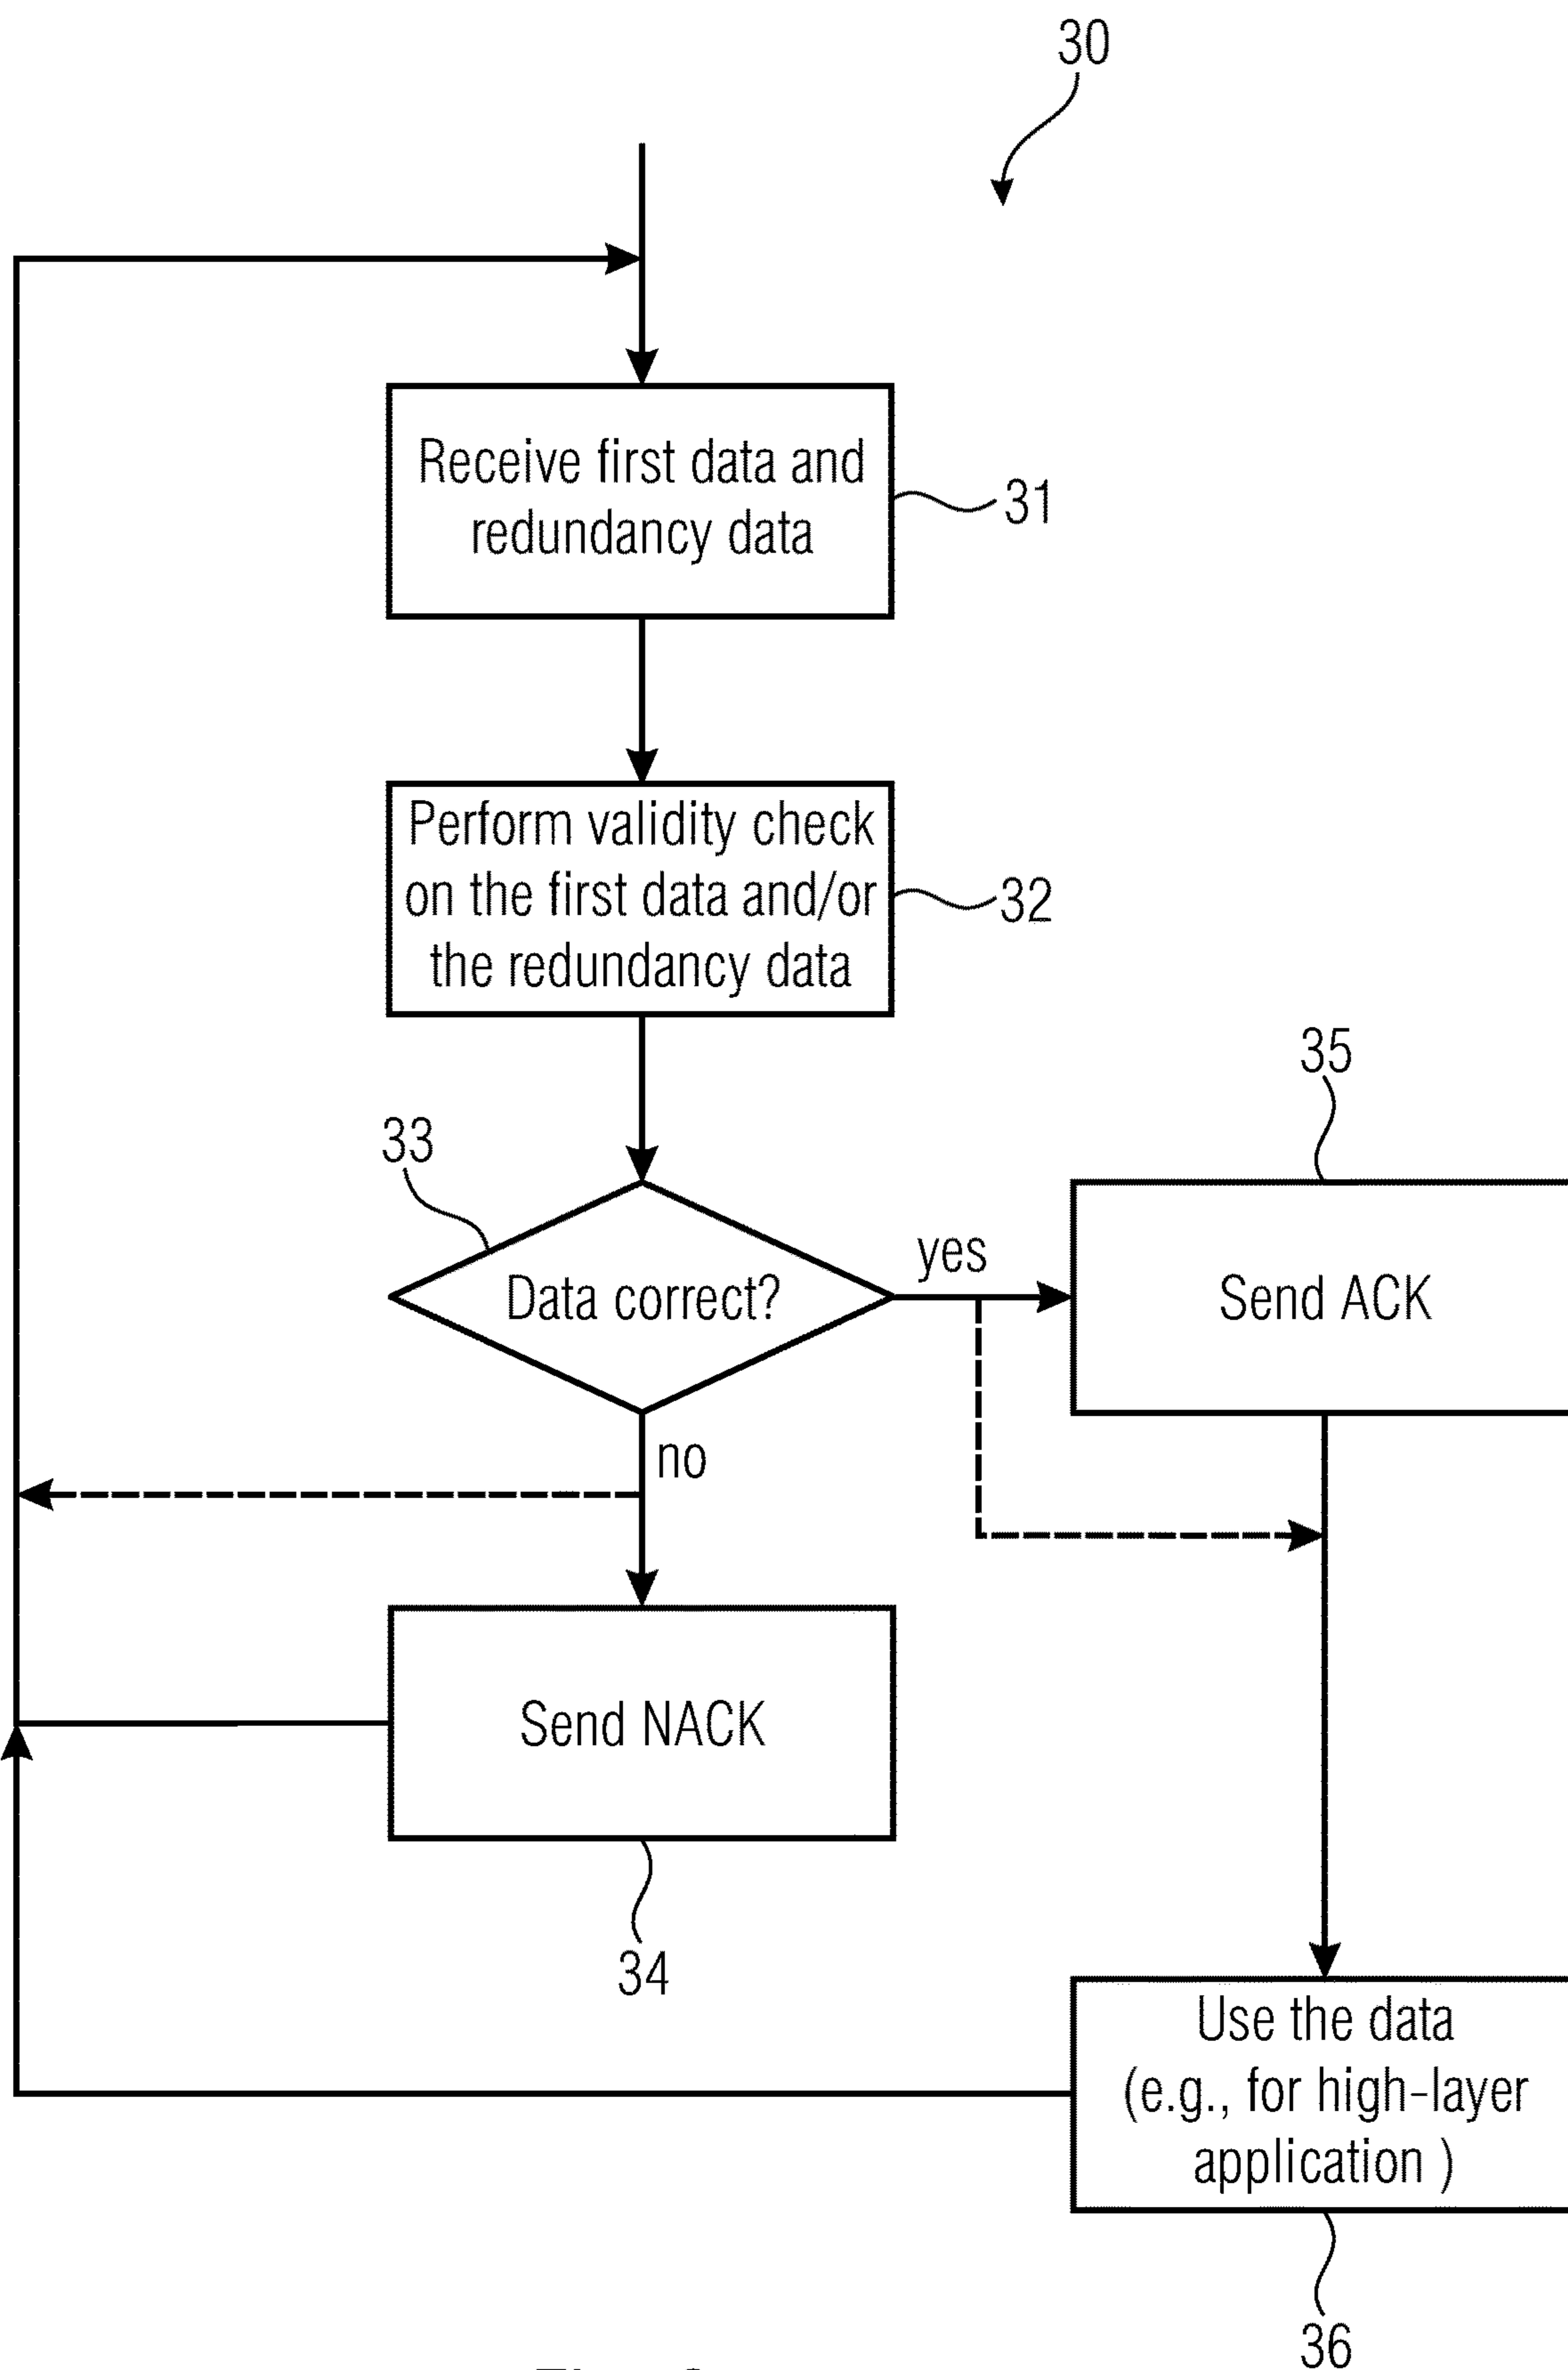 30
Receive first data and
redundancy data
31
Perform validity check
on the first data and/or
the redundancy data
32
35
33
Data correct?
yes
Send ACK
no
Send NACK
34
Use the data
(e.g., for high-layer
application )
36